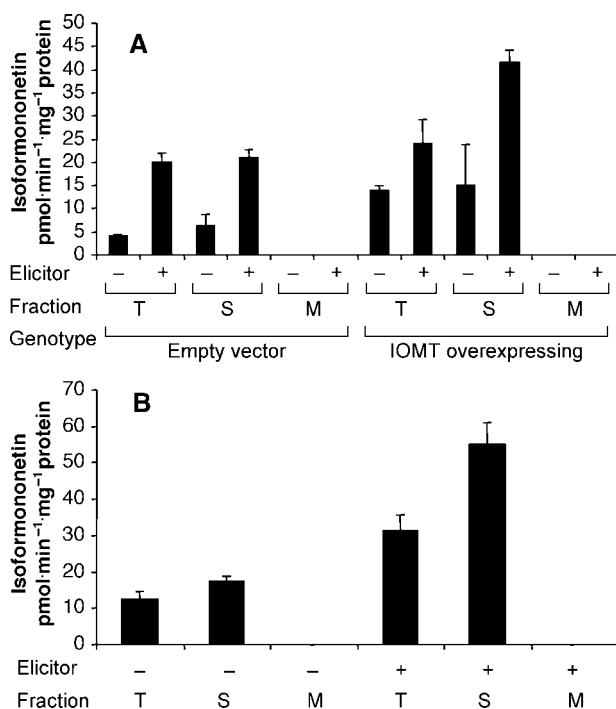 A
Isoformononetin
pmol·min⁻¹·mg⁻¹ protein
50
45
40
35
30
25
20
15
10
5
0
Elicitor – + – + – + – + – + – +
Fraction T S M T S M
Genotype Empty vector IOMT overexpressing
B
Isoformononetin
pmol·min⁻¹·mg⁻¹protein
70
60
50
40
30
20
10
0
Elicitor – – – + + +
Fraction T S M T S M